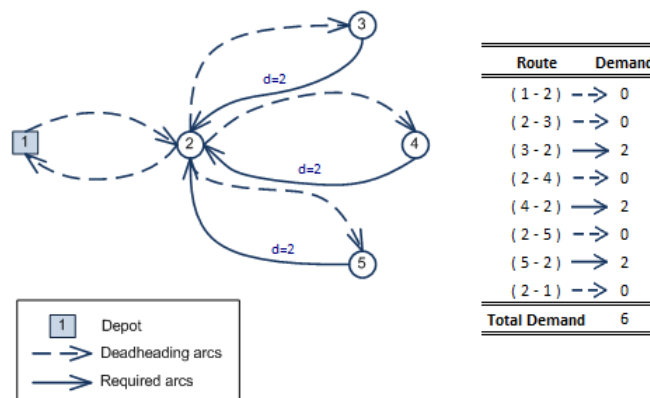 3
d=2
1
2
4
d=2
d=2
5
1 Depot
Deadheading arcs
Required arcs
Route Demand
( 1 - 2 ) 0
( 2 - 3 ) 0
( 3 - 2 ) 2
( 2 - 4 ) 0
( 4 - 2 ) 2
( 2 - 5 ) 0
( 5 - 2 ) 2
( 2 - 1 ) 0
Total Demand 6